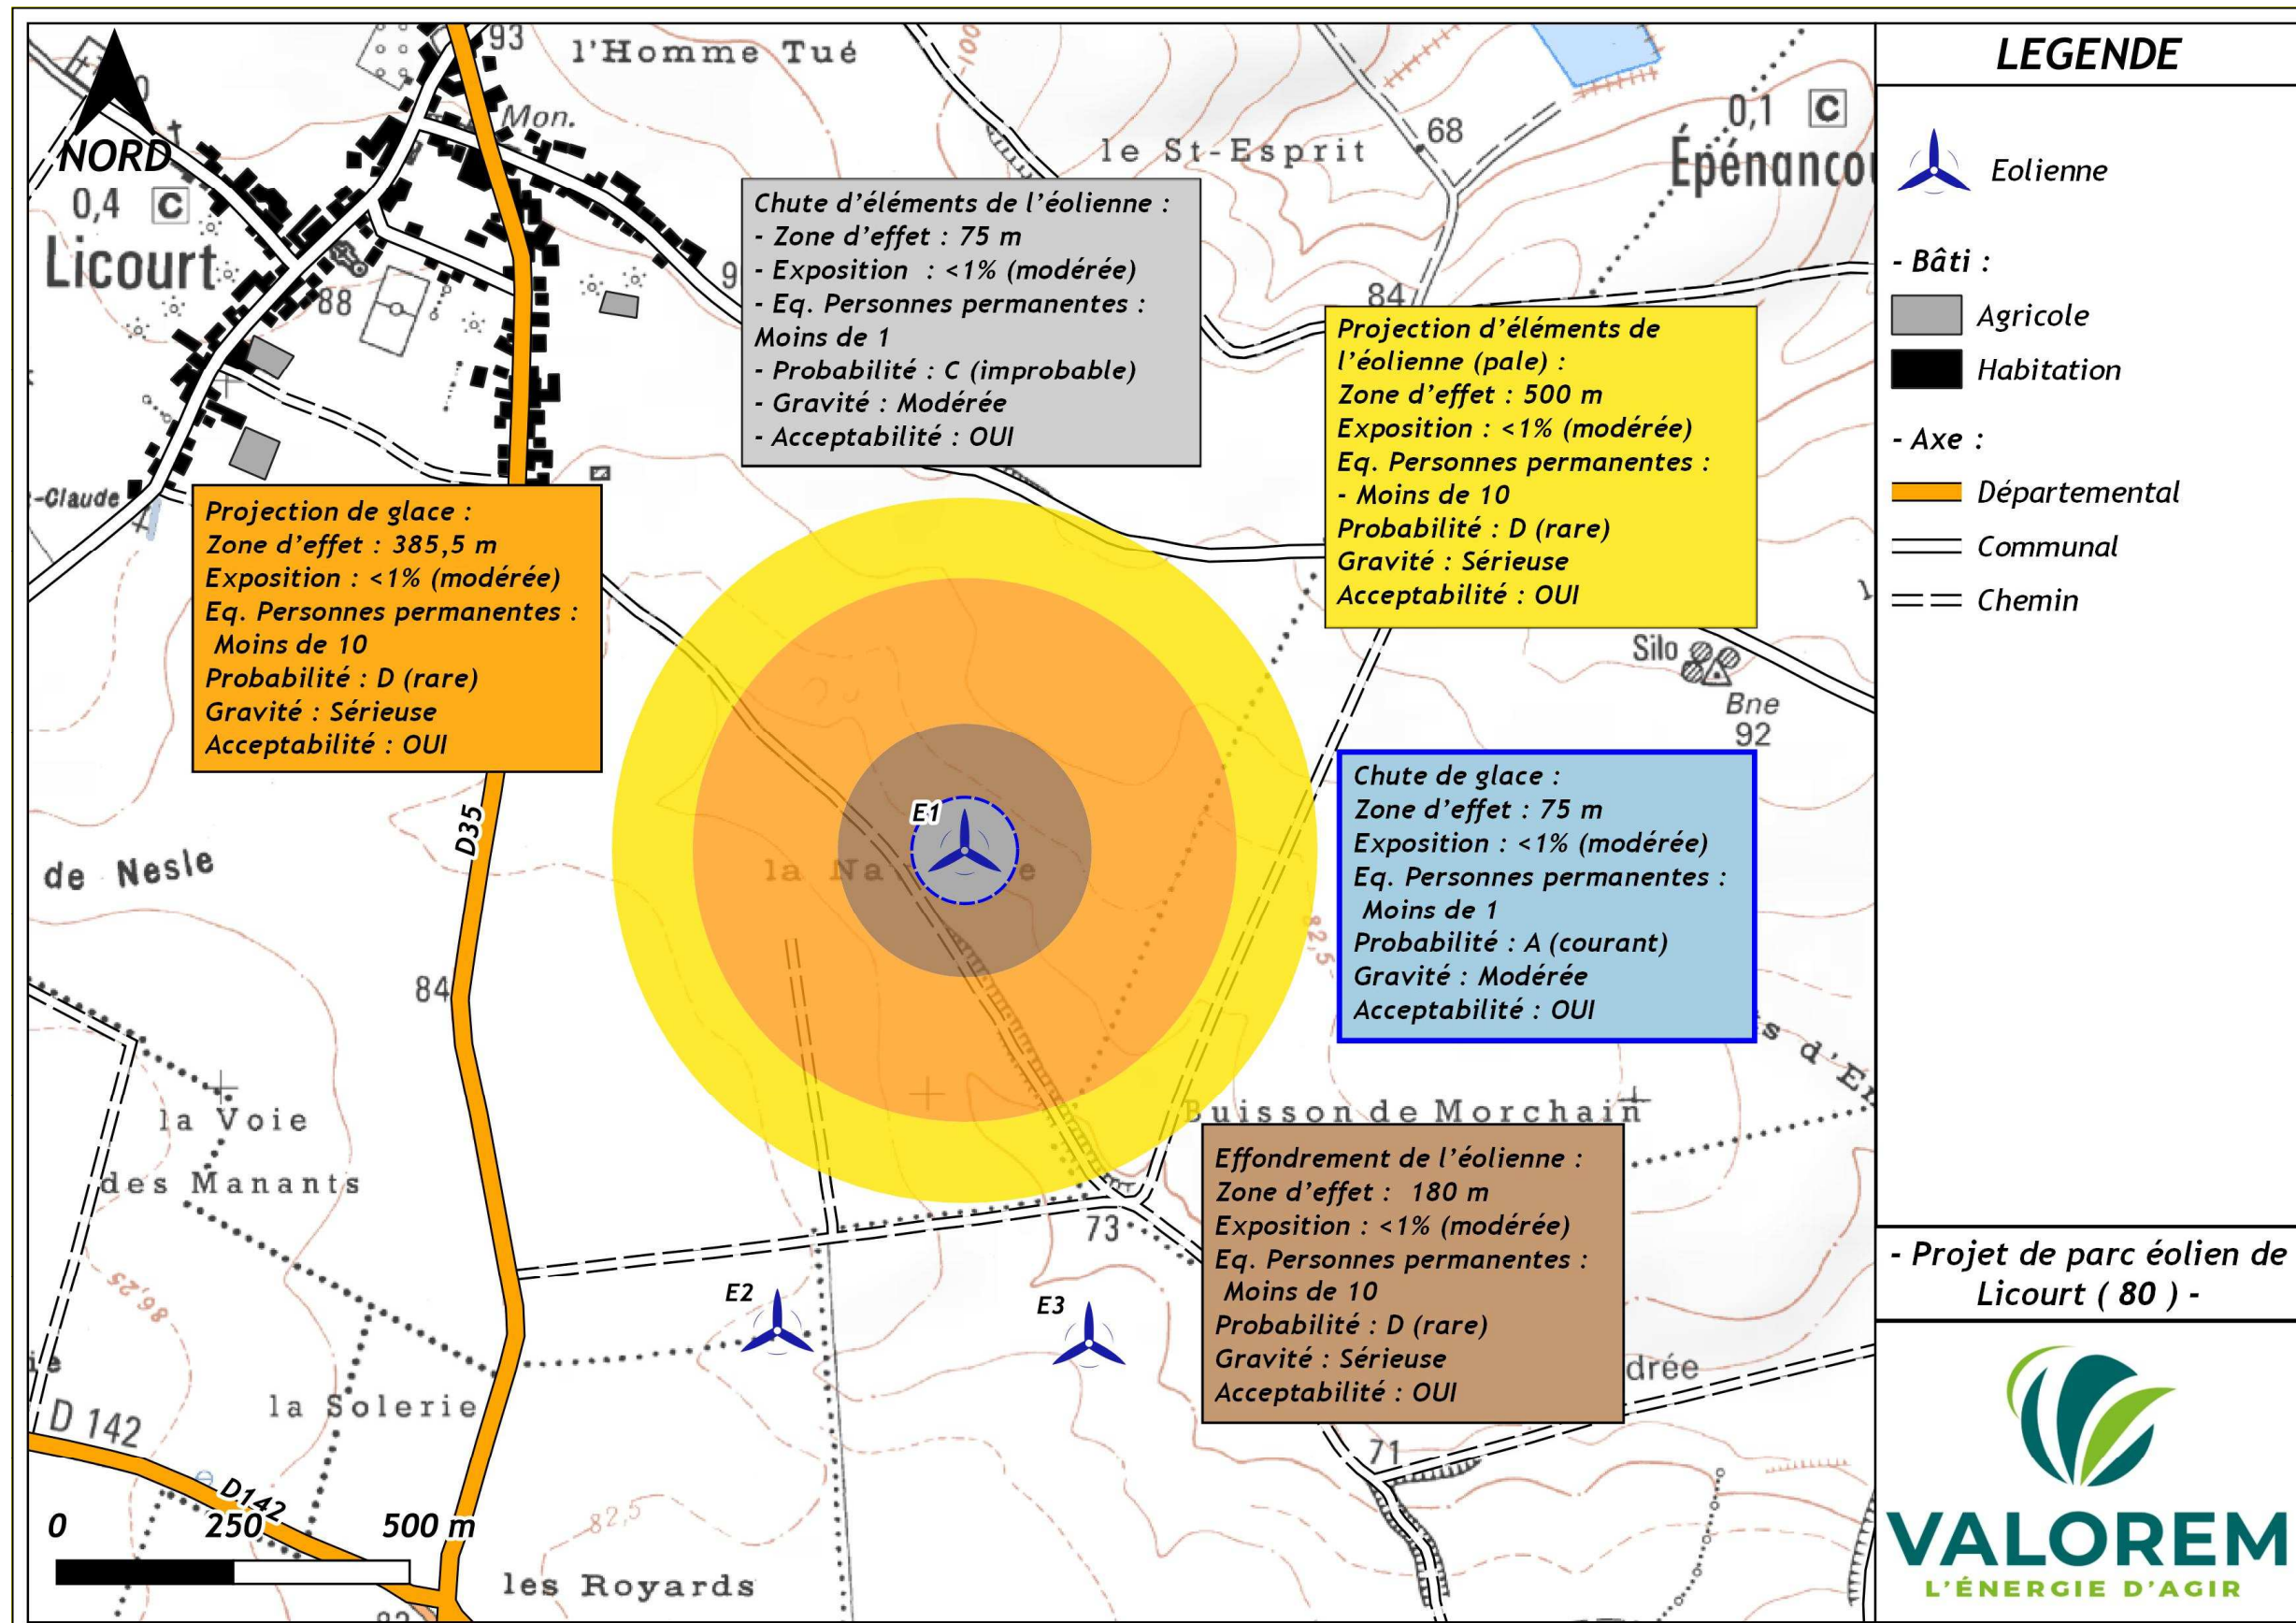 93
l'Homme Tué
100
Mon.
NORD
0,4 C
Licourt
88
le St-Esprit
68
0,1 C
84
-Claude
Chute d'éléments de l'éolienne :
- Zone d'effet : 75 m
- Exposition : <1% (modérée)
- Eq. Personnes permanentes :
Moins de 1
- Probabilité : C (improbable)
- Gravité : Modérée
- Acceptabilité : OUI
Projection d'éléments de
l'éolienne (pale) :
Zone d'effet : 500 m
Exposition : <1% (modérée)
Eq. Personnes permanentes :
- Moins de 10
Probabilité : D (rare)
Gravité : Sérieuse
Acceptabilité : OUI
Projection de glace :
Zone d'effet : 385,5 m
Exposition : <1% (modérée)
Eq. Personnes permanentes :
Moins de 10
Probabilité : D (rare)
Gravité : Sérieuse
Acceptabilité : OUI
Silo
Bne
92
Chute de glace :
Zone d'effet : 75 m
Exposition : <1% (modérée)
Eq. Personnes permanentes :
Moins de 1
Probabilité : A (courant)
Gravité : Modérée
Acceptabilité : OUI
E1
D35
de Nesle
84
82,5
la Voie
des Manants
Buisson de Morchain
73
Effondrement de l'éolienne :
Zone d'effet : 180 m
Exposition : <1% (modérée)
Eq. Personnes permanentes :
Moins de 10
Probabilité : D (rare)
Gravité : Sérieuse
Acceptabilité : OUI
86,25
E2
E3
drée
la Solerie
D 142
D142
71
82,5
0 250 500 m
les Royards
LEGENDE
Eolienne
- Bâti :
Agricole
Habitation
- Axe :
Départemental
Communal
Chemin
- Projet de parc éolien de
Licourt ( 80 ) -
VALOREM
L'ÉNERGIE D'AGIR